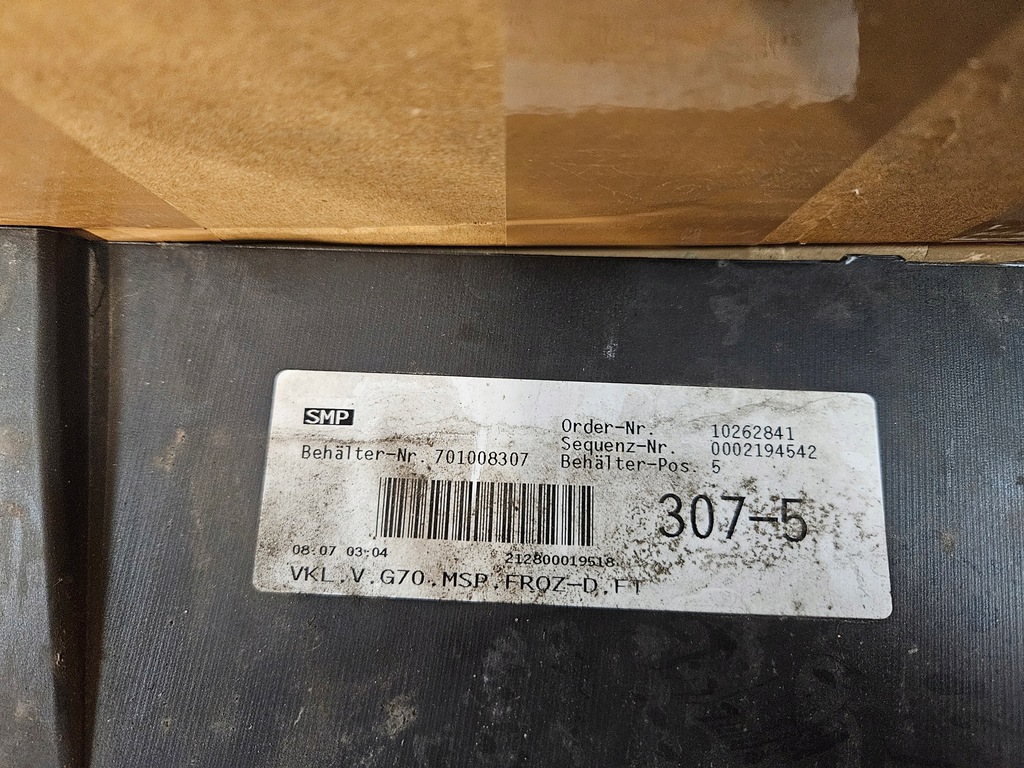 SMP
Order-Nr. 10262841
Sequenz-Nr. 0002194542
Behälter-Nr. 701008307 Behälter-Pos. 5
307-5
08.07 03:04
212800019518
VKL.V.G70.MSP.FROZ-D.FT